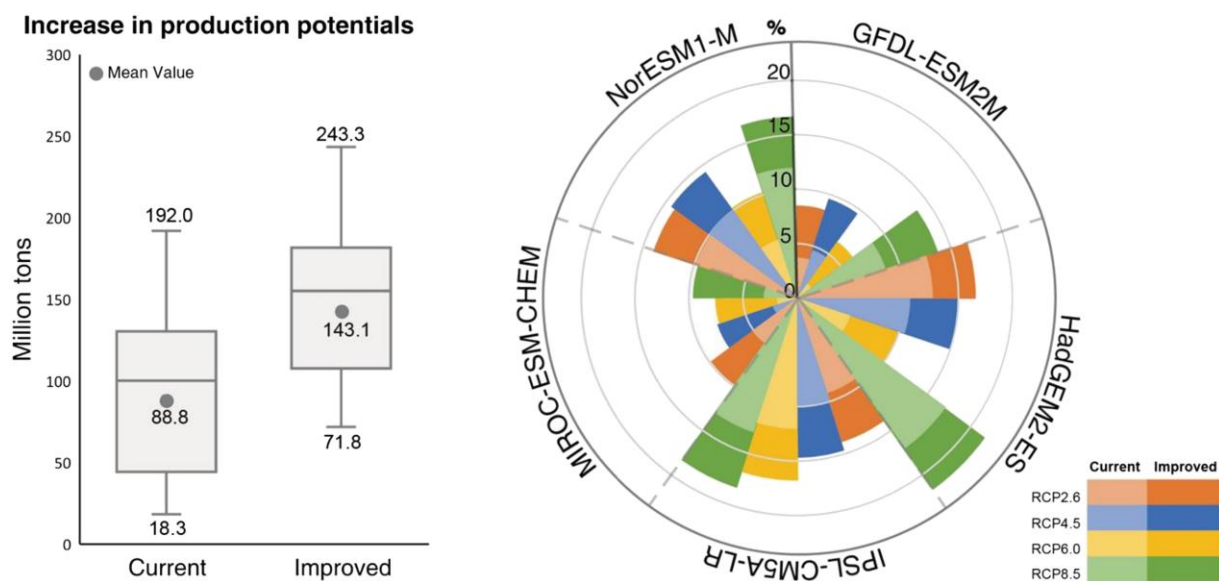 Increase in production potentials
300
250
200
150
100
50
0
Million tons
Mean Value
192.0
88.8
18.3
243.3
143.1
71.8
Current
Improved
%
20
15
10
5
0
NorESM1-M
GFDL-ESM2M
HadGEM2-ES
IPSL-CM5A-LR
MIROC-ESM-CHEM
Current Improved
RCP2.6
RCP4.5
RCP6.0
RCP8.5